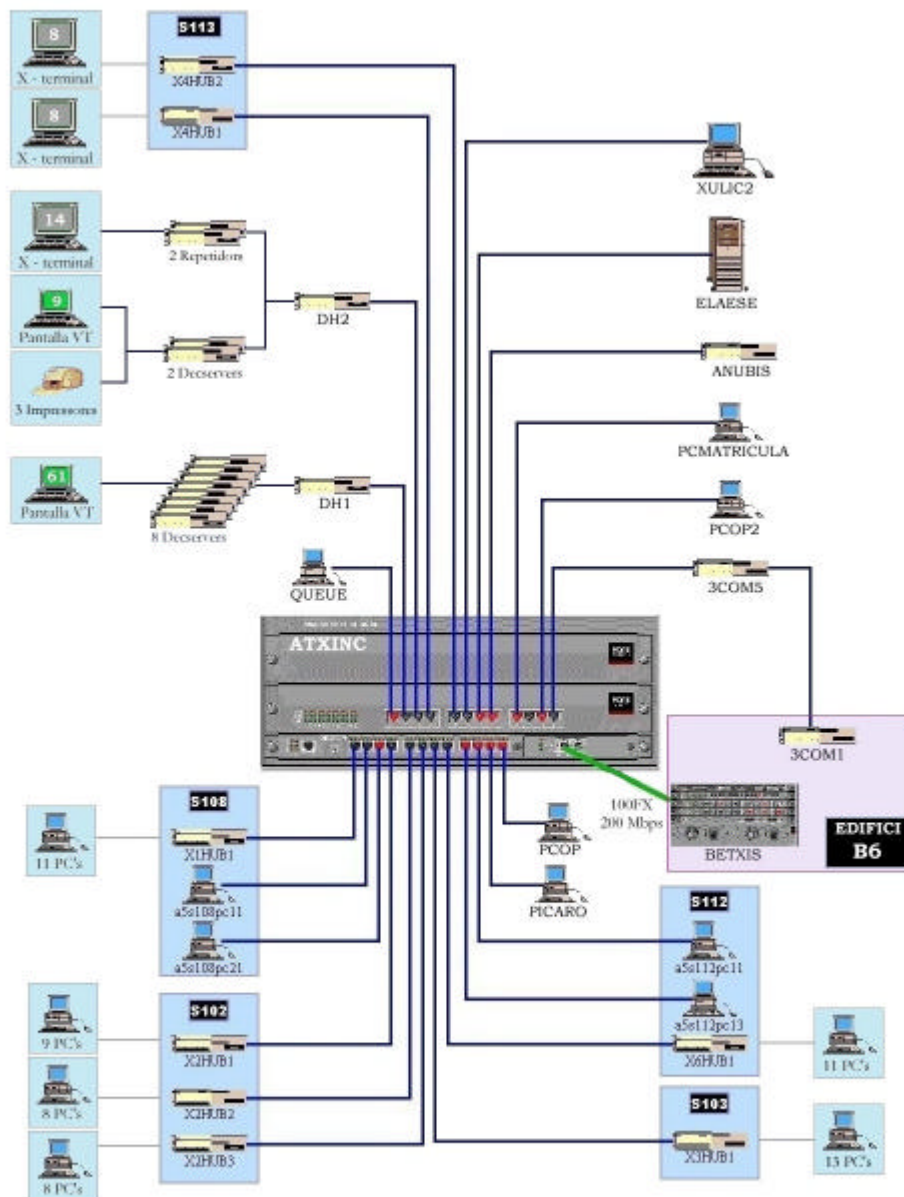 S113
8
X - terminal
X4HUB2
8
X - terminal
X4HUB1
XULIC2
14
X - terminal
2 Repetidors
ELAESE
9
Pantalla VT
DH2
2 Decservers
ANUBIS
3 Impressores
PCMATRICULA
61
Pantalla VT
DH1
8 Decservers
PCOP2
QUEUE
3COM5
ATXINC
3COM1
100FX
200 Mbps
BETXIS
EDIFICI
B6
S108
X1HUB1
11 PC's
a5s108pc11
a5s108pc21
PCOP
PICARO
S112
a5s112pc11
a5s112pc13
X6HUB1
11 PC's
S102
9 PC's
X2HUB1
8 PC's
X2HUB2
8 PC's
X2HUB3
S103
X3HUB1
13 PC's